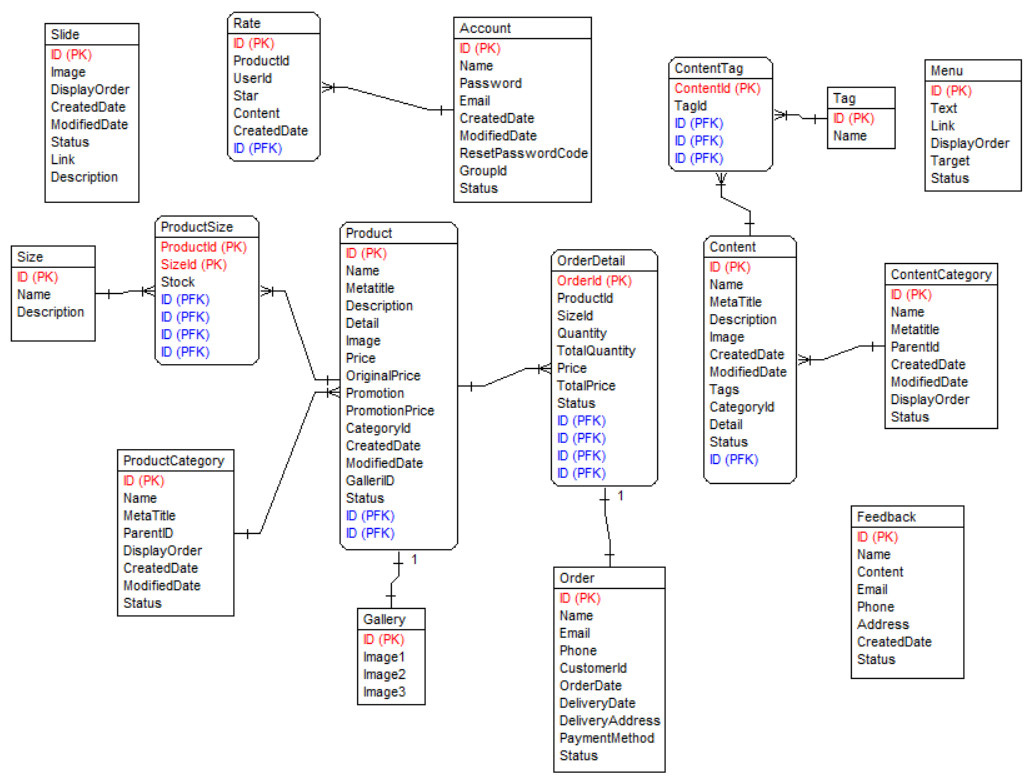 Slide
ID (PK)
Image
DisplayOrder
CreatedDate
ModifiedDate
Status
Link
Description
Rate
ID (PK)
ProductId
UserId
Star
Content
CreatedDate
ID (PFK)
Account
ID (PK)
Name
Password
Email
CreatedDate
ModifiedDate
ResetPasswordCode
GroupId
Status
ContentTag
ContentId (PK)
TagId
ID (PFK)
ID (PFK)
ID (PFK)
Tag
ID (PK)
Name
Menu
ID (PK)
Text
Link
DisplayOrder
Target
Status
Size
ID (PK)
Name
Description
ProductSize
ProductId (PK)
SizeId (PK)
Stock
ID (PFK)
ID (PFK)
ID (PFK)
ID (PFK)
Product
ID (PK)
Name
Metatitle
Description
Detail
Image
Price
OriginalPrice
Promotion
PromotionPrice
CategoryId
CreatedDate
ModifiedDate
GalleriID
Status
ID (PFK)
ID (PFK)
1
OrderDetail
OrderId (PK)
ProductId
SizeId
Quantity
TotalQuantity
Price
TotalPrice
Status
ID (PFK)
ID (PFK)
ID (PFK)
ID (PFK)
1
Content
ID (PK)
Name
MetaTitle
Description
Image
CreatedDate
ModifiedDate
Tags
CategoryId
Detail
Status
ID (PFK)
ContentCategory
ID (PK)
Name
Metatitle
ParentId
CreatedDate
ModifiedDate
DisplayOrder
Status
ProductCategory
ID (PK)
Name
MetaTitle
ParentID
DisplayOrder
CreatedDate
ModifiedDate
Status
Gallery
ID (PK)
Image1
Image2
Image3
Order
ID (PK)
Name
Email
Phone
CustomerId
OrderDate
DeliveryDate
DeliveryAddress
PaymentMethod
Status
Feedback
ID (PK)
Name
Content
Email
Phone
Address
CreatedDate
Status